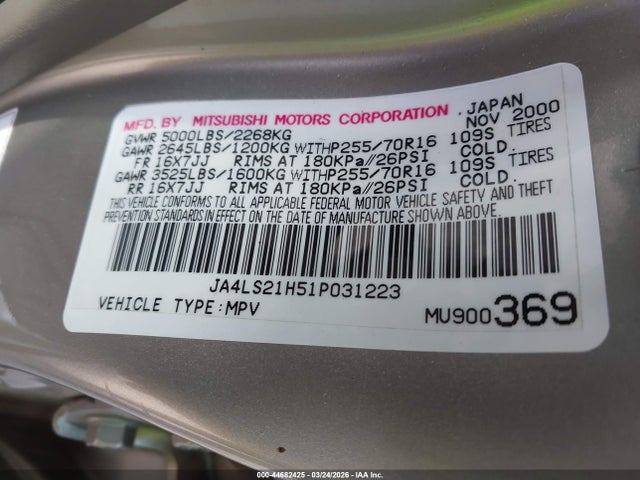 MFD. BY MITSUBISHI MOTORS CORPORATION .JAPAN
GVWR 5000LBS/2268KG NOV 2000
GAWR 2645LBS/1200KG WITHP255/70R16 109S TIRES
FR 16X7JJ RIMS AT 180KPa//26PSI COLD.
GAWR 3525LBS/1600KG WITHP255/70R16 109S TIRES
RR 16X7JJ RIMS AT 180KPa//26PSI COLD.
THIS VEHICLE CONFORMS TO ALL APPLICABLE FEDERAL MOTOR VEHICLE SAFETY AND THEFT
PREVENTION STANDARDS IN EFFECT ON THE DATE OF MANUFACTURE SHOWN ABOVE.
JA4LS21H51P031223
VEHICLE TYPE:MPV MU900369
000-44682425 | 03/24/2026 | IAA Inc.